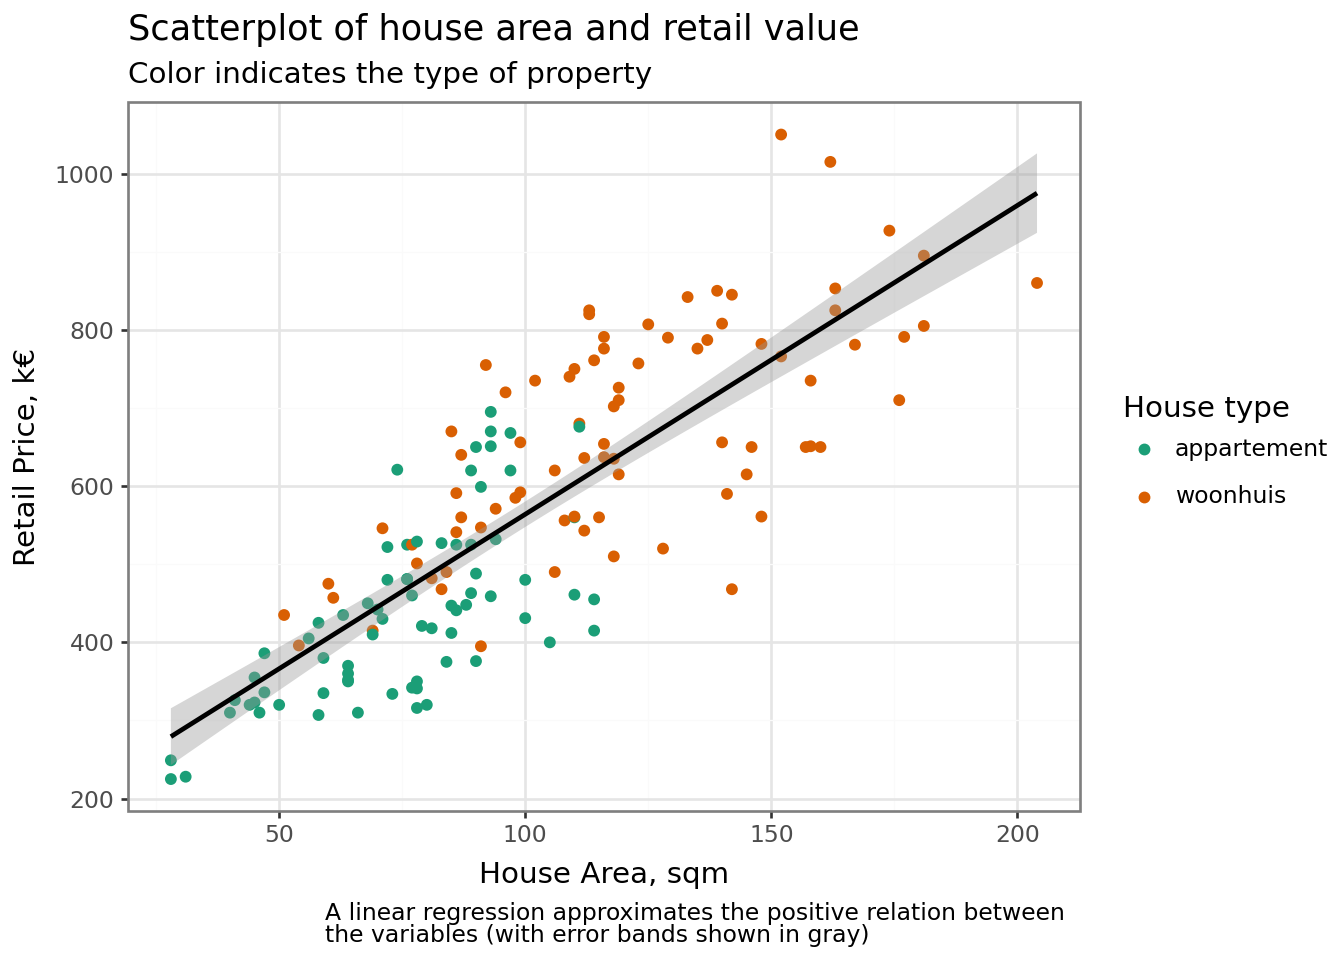 Scatterplot of house area and retail value
Color indicates the type of property
1000
800
600
400
200
Retail Price, k€
50 100 150 200
House Area, sqm
House type
appartement
woonhuis
A linear regression approximates the positive relation between
the variables (with error bands shown in gray)